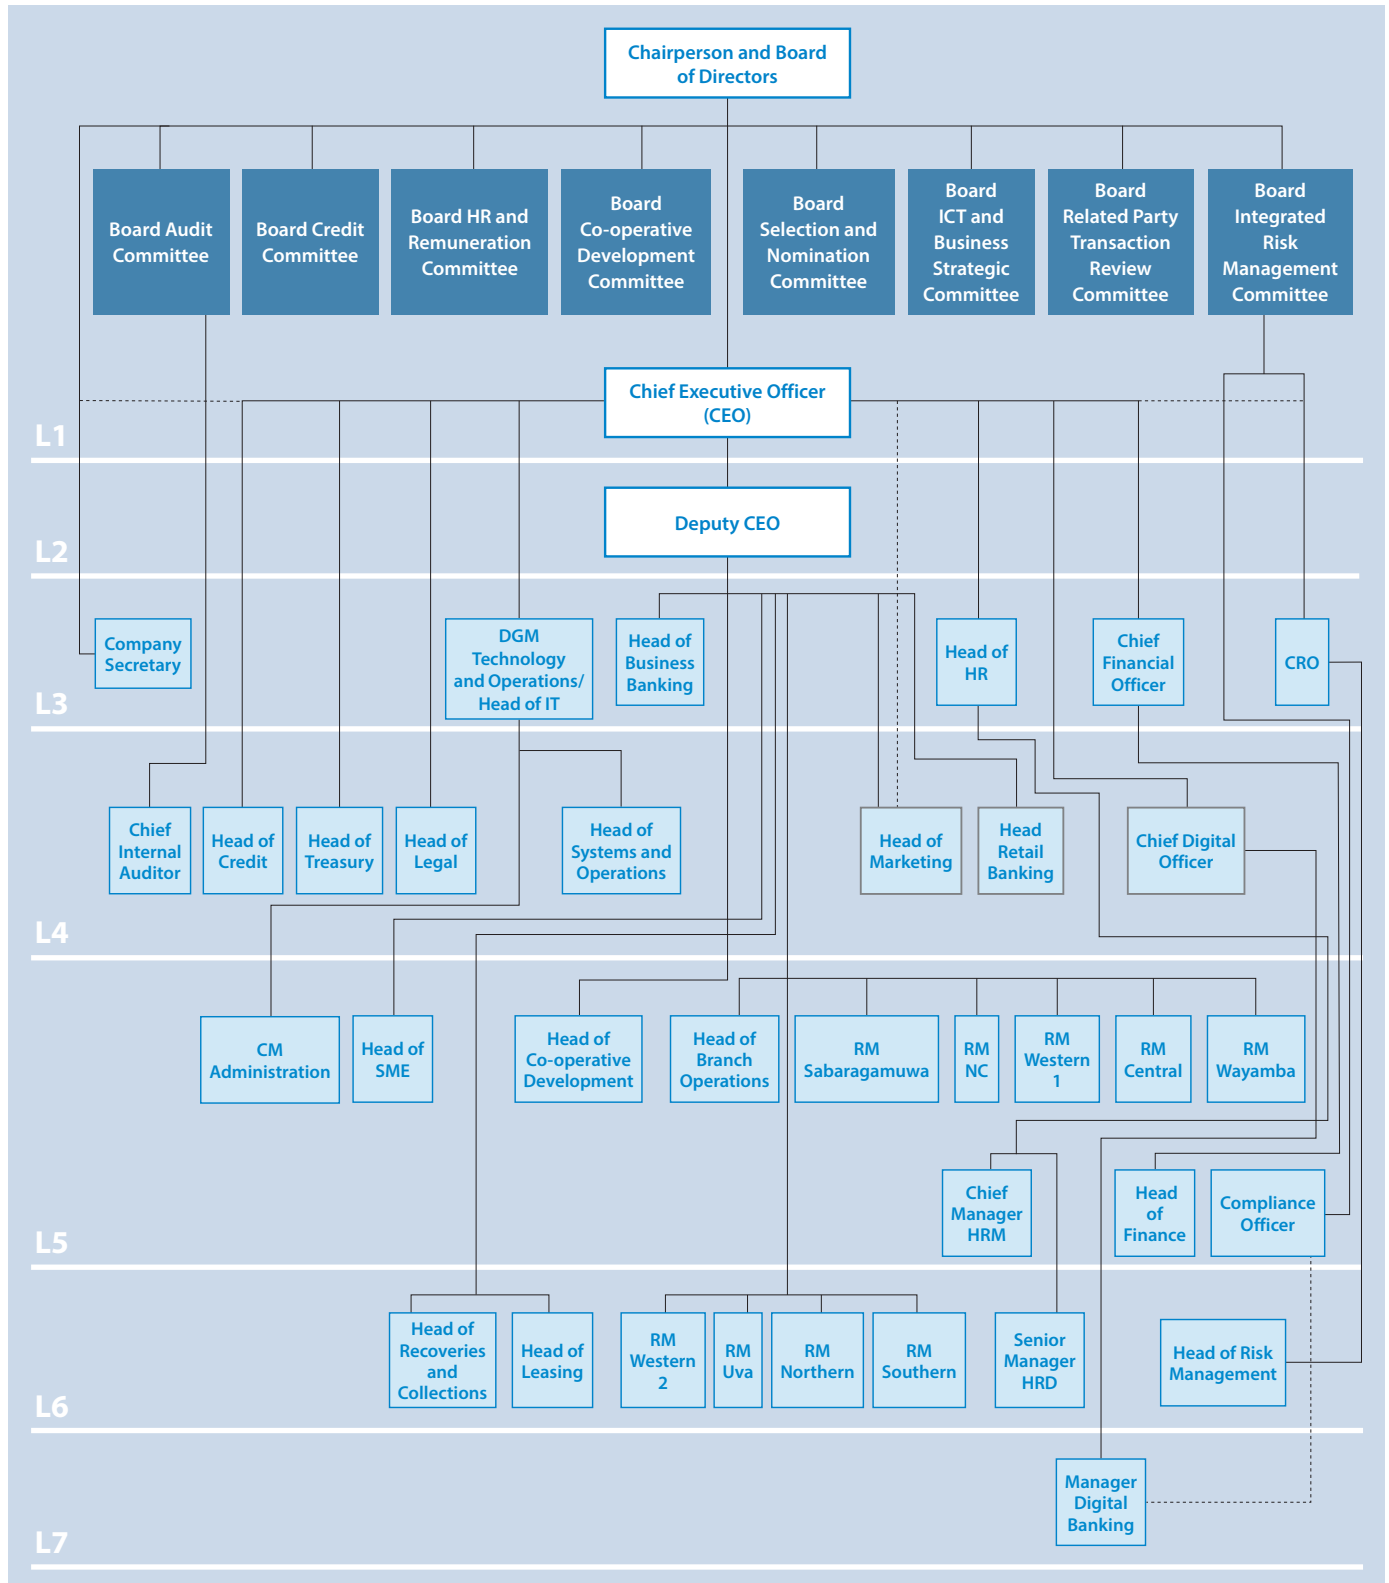 Chairperson and Board
of Directors
Board Audit
Committee
Board Credit
Committee
Board HR and
Remuneration
Committee
Board
Co-operative
Development
Committee
Board
Selection and
Nomination
Committee
Board
ICT and
Business
Strategic
Committee
Board
Related Party
Transaction
Review
Committee
Board
Integrated
Risk
Management
Committee
Chief Executive Officer
(CEO)
L1
Deputy CEO
L2
Company
Secretary
DGM
Technology
and Operations/
Head of IT
Head of
Business
Banking
Head of
HR
Chief
Financial
Officer
CRO
L3
Chief
Internal
Auditor
Head of
Credit
Head of
Treasury
Head of
Legal
Head of
Systems and
Operations
Head of
Marketing
Head
Retail
Banking
Chief Digital
Officer
L4
CM
Administration
Head of
SME
Head of
Co-operative
Development
Head of
Branch
Operations
RM
Sabaragamuwa
RM
NC
RM
Western
1
RM
Central
RM
Wayamba
Chief
Manager
HRM
Head
of
Finance
Compliance
Officer
L5
Head of
Recoveries
and
Collections
Head of
Leasing
RM
Western
2
RM
Uva
RM
Northern
RM
Southern
Senior
Manager
HRD
Head of Risk
Management
L6
Manager
Digital
Banking
L7